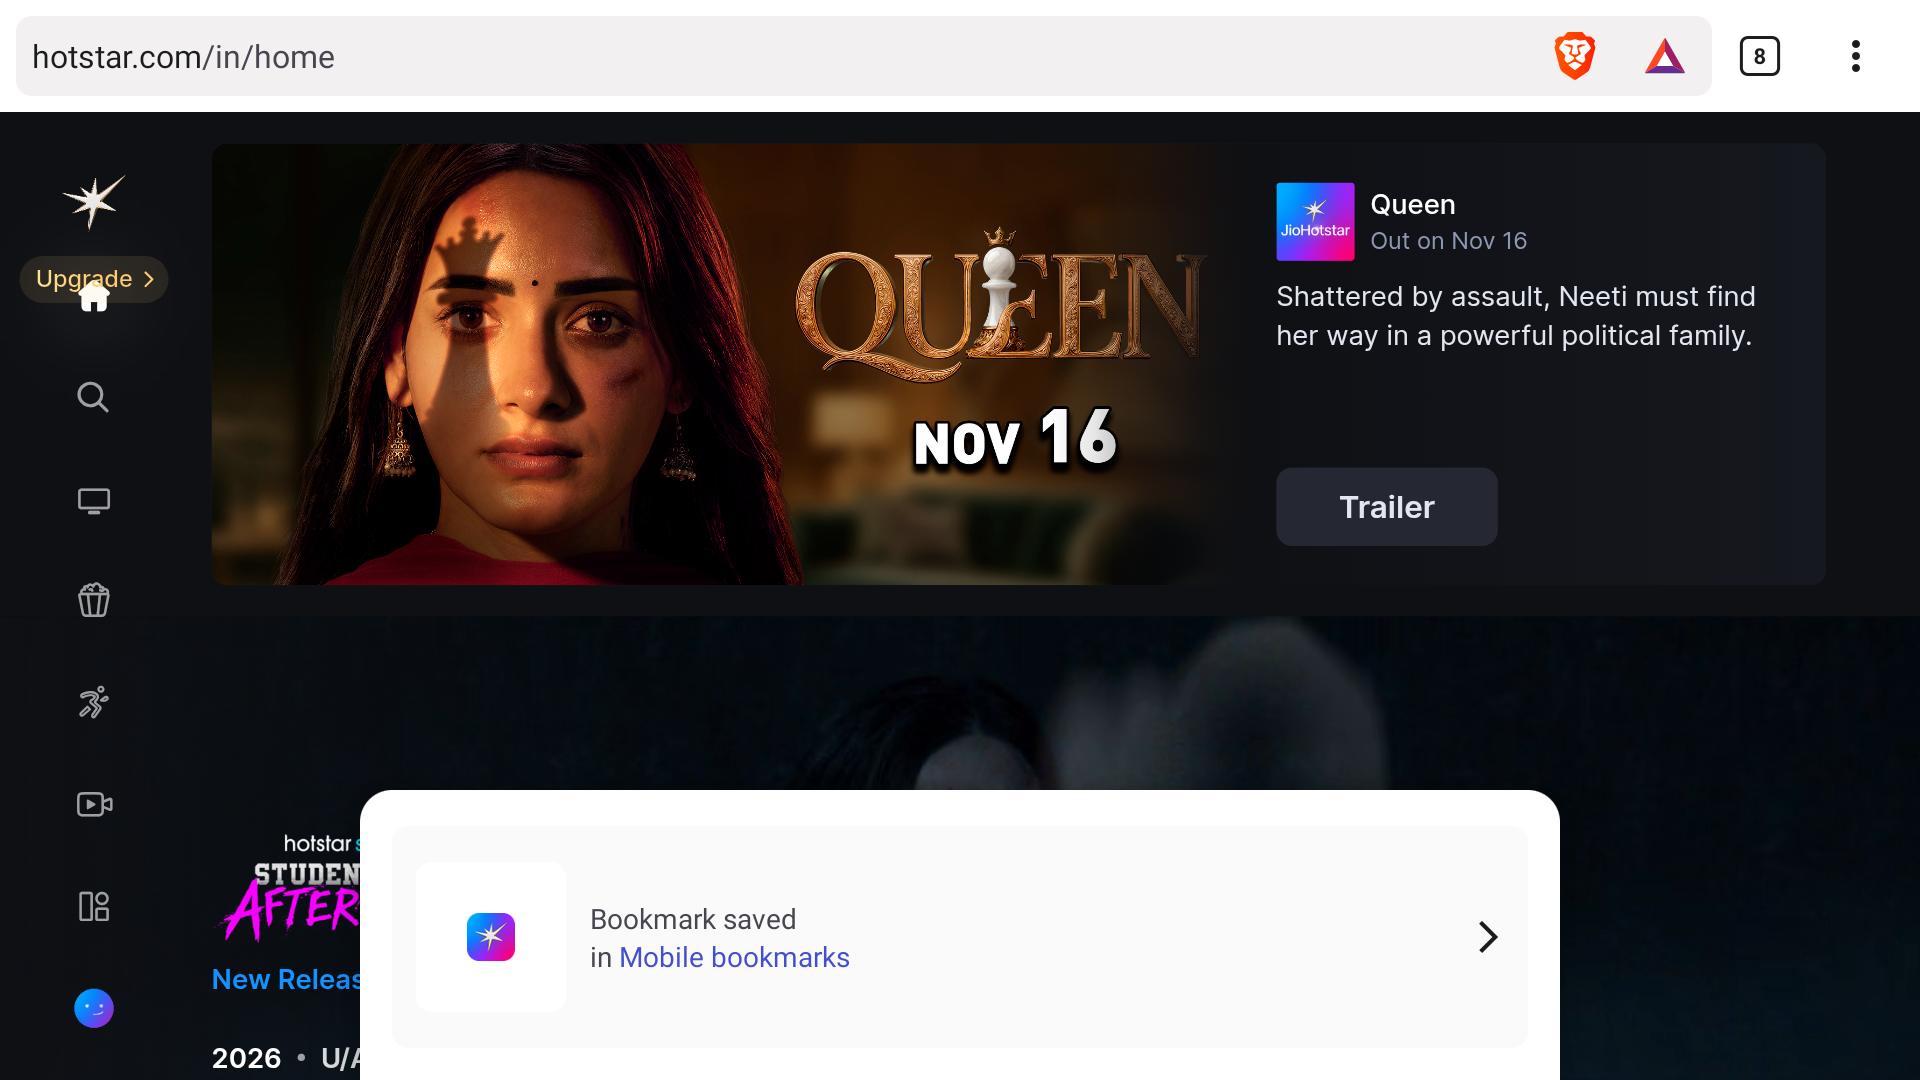 hotstar.com/in/home
8
Upgrade
QUEEN
NOV 16
JioHotstar
Queen
Out on Nov 16
Shattered by assault, Neeti must find
her way in a powerful political family.
Trailer
hotstar
STUDEN
AFTER
New Releas
2026 • U/A
Bookmark saved
in Mobile bookmarks